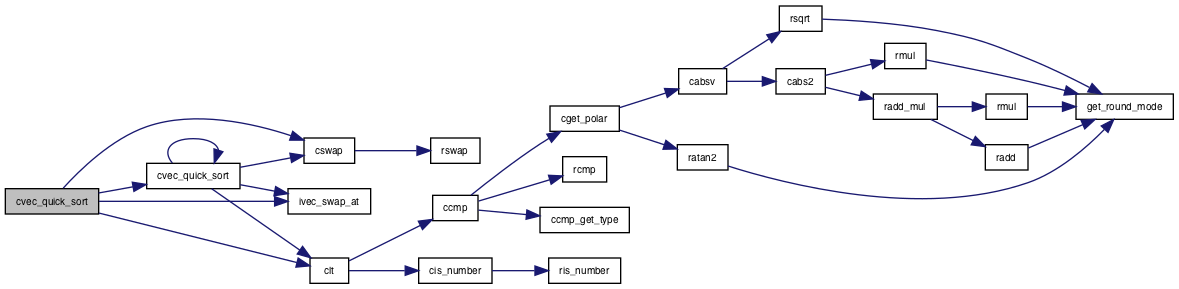 cvec_quick_sort
cvec_quick_sort
cswap
ivec_swap_at
clt
rswap
ccmp
cis_number
cget_polar
rcmp
ccmp_get_type
ris_number
cabsv
ratan2
rsqrt
cabs2
rmul
radd_mul
rmul
radd
get_round_mode